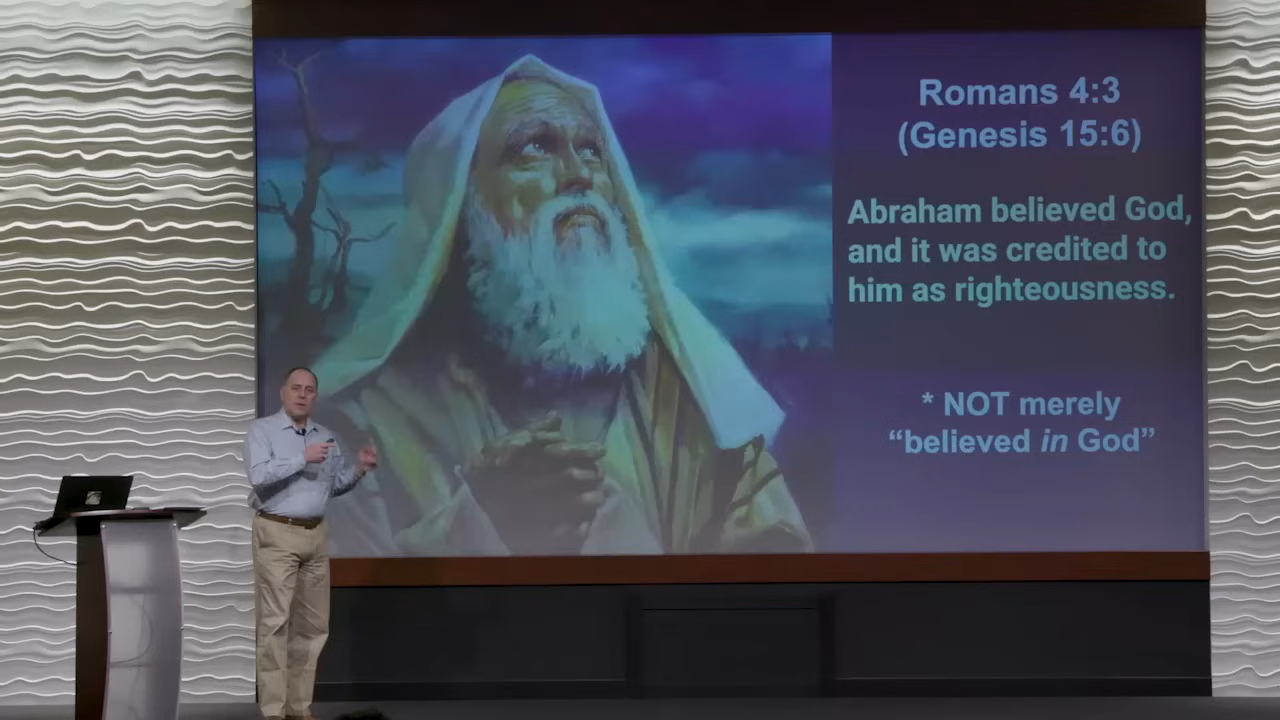 Romans 4:3
(Genesis 15:6)
Abraham believed God,
and it was credited to
him as righteousness.
* NOT merely
“believed in God”